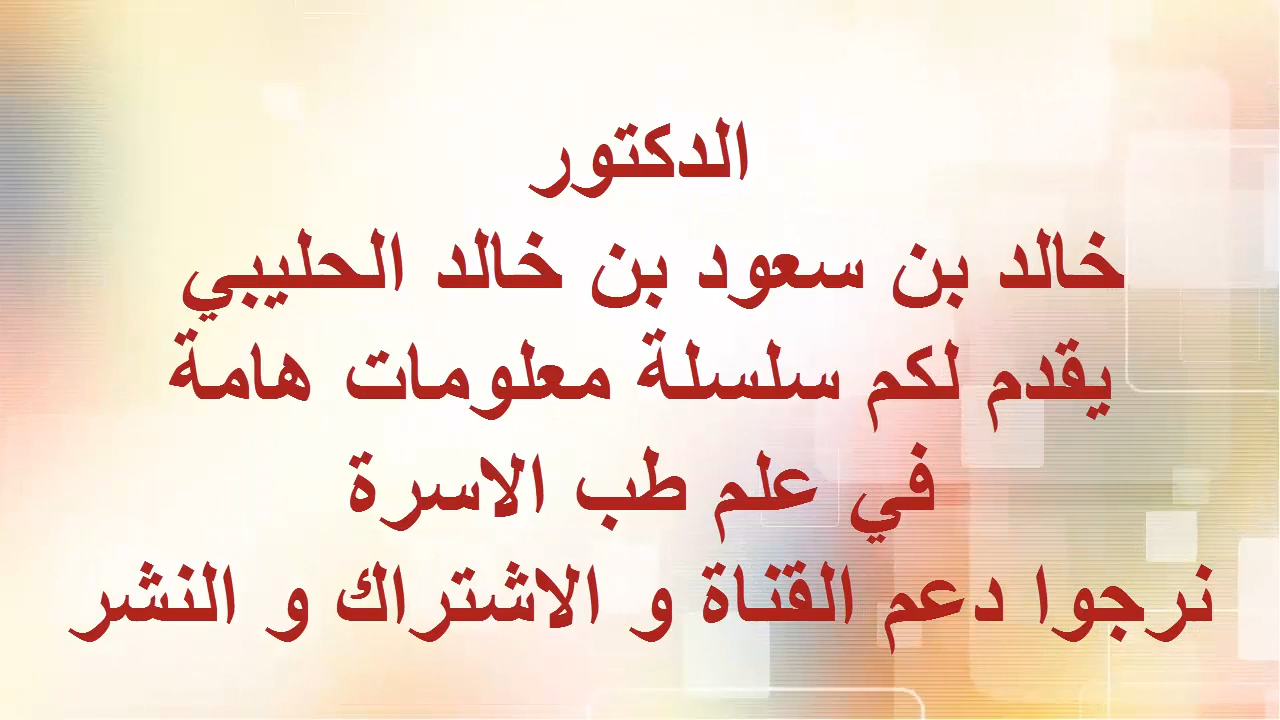 الدكتور
خالد بن سعود بن خالد الحليبي
يقدم لكم سلسلة معلومات هامة
في علم طب الاسرة
نرجوا دعم القناة و الاشتراك و النشر